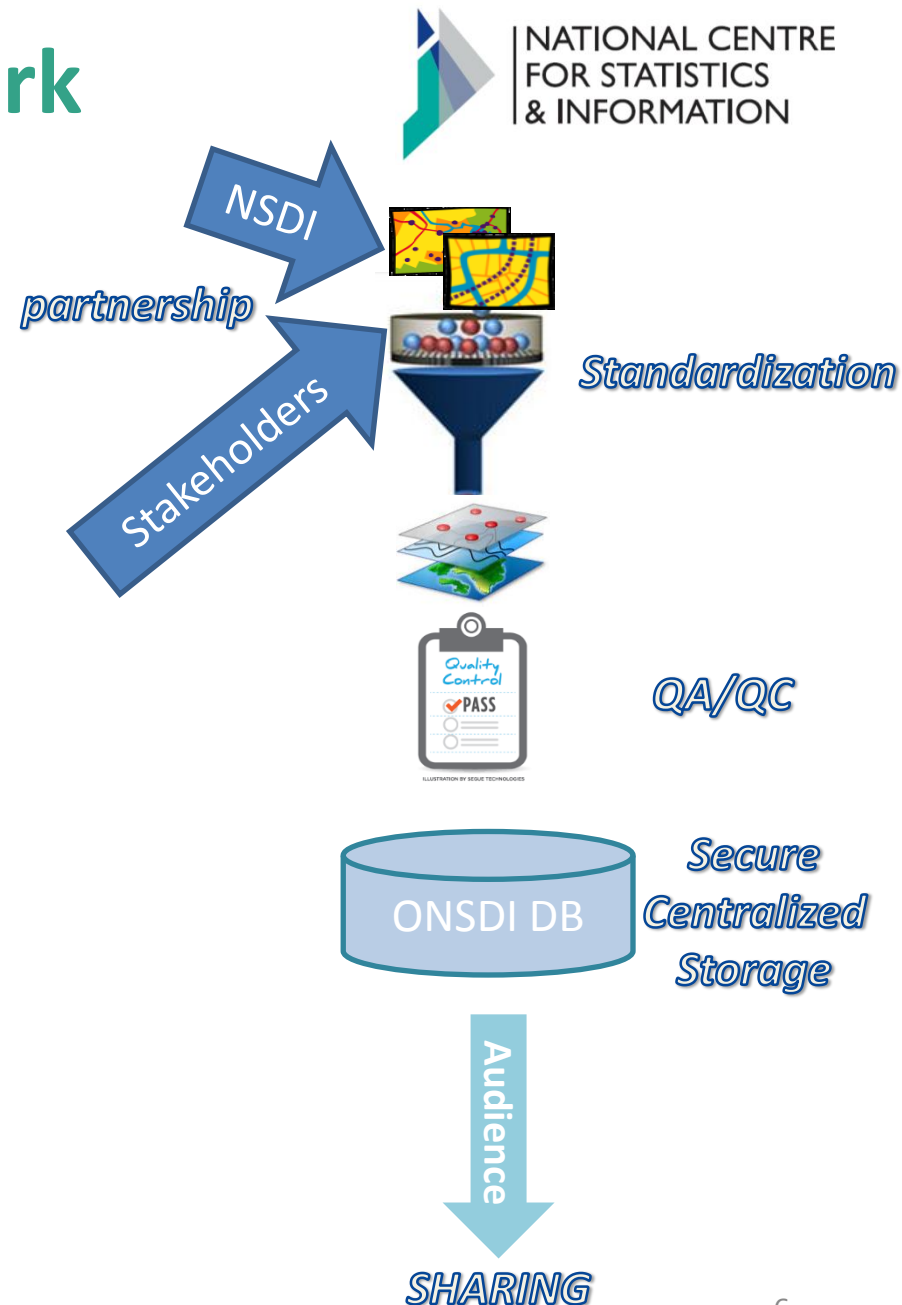 rk
NATIONAL CENTRE
FOR STATISTICS
& INFORMATION
NSDI
partnership
Stakeholders
Standardization
Quality
Control
PASS
ILLUSTRATION BY SEGUE TECHNOLOGIES
QA/QC
ONSDI DB
Secure
Centralized
Storage
Audience
SHARING